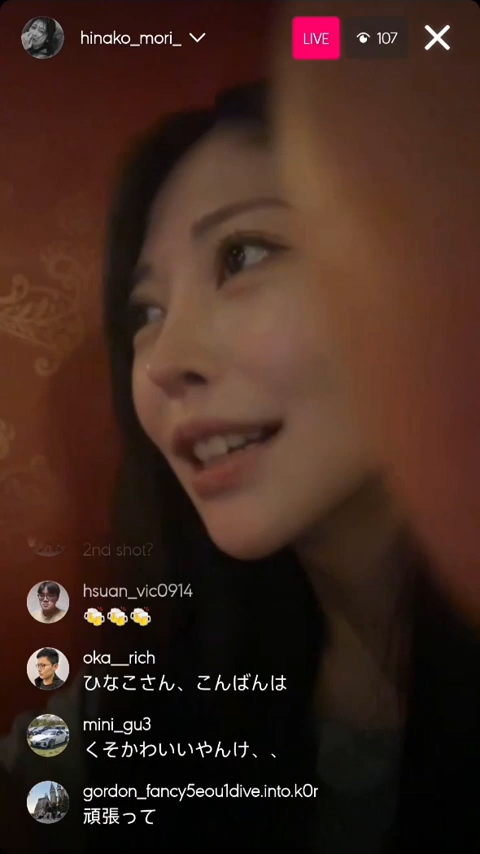 hinako_mori_
LIVE
107
2nd shot?
hsuan_vic0914
🍻🍻🍻
oka__rich
ひなこさん、こんばんは
mini_gu3
くそかわいいやんけ、、
gordon_fancy5eou1dive.into.k0r
頑張って